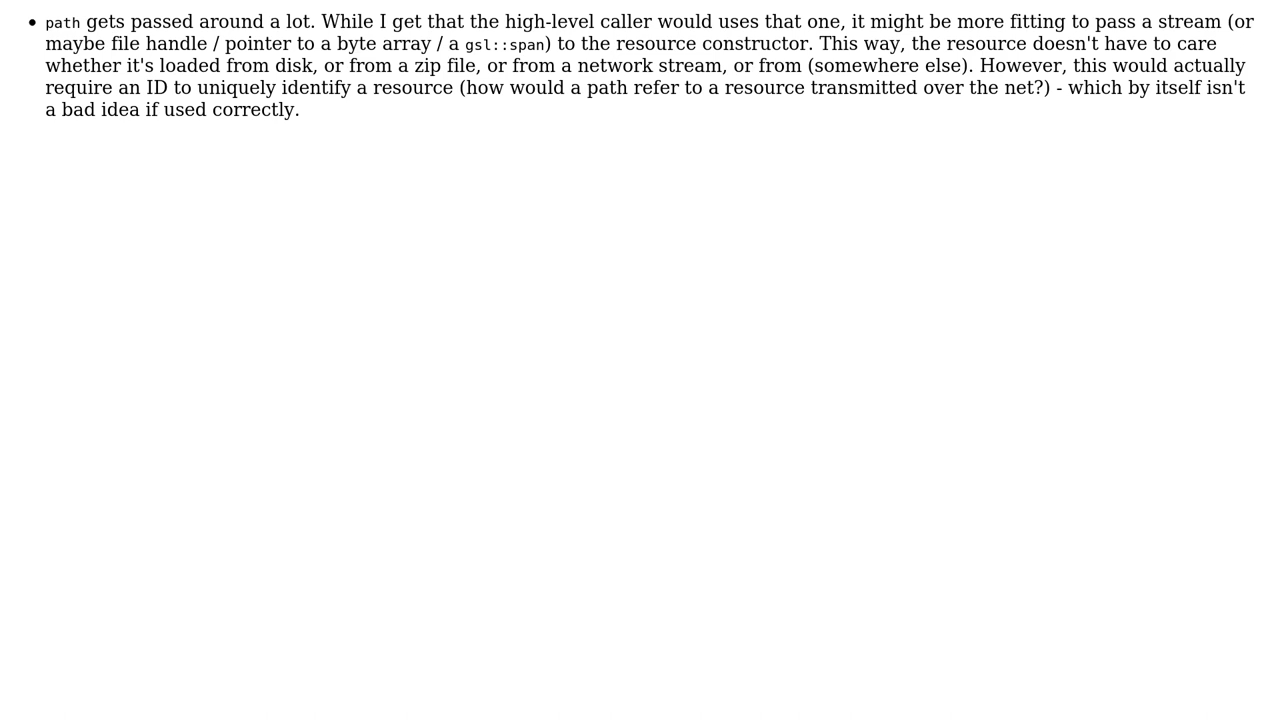 • path gets passed around a lot. While I get that the high-level caller would uses that one, it might be more fitting to pass a stream (or
maybe file handle / pointer to a byte array / a gsl::span) to the resource constructor. This way, the resource doesn't have to care
whether it's loaded from disk, or from a zip file, or from a network stream, or from (somewhere else). However, this would actually
require an ID to uniquely identify a resource (how would a path refer to a resource transmitted over the net?) - which by itself isn't
a bad idea if used correctly.